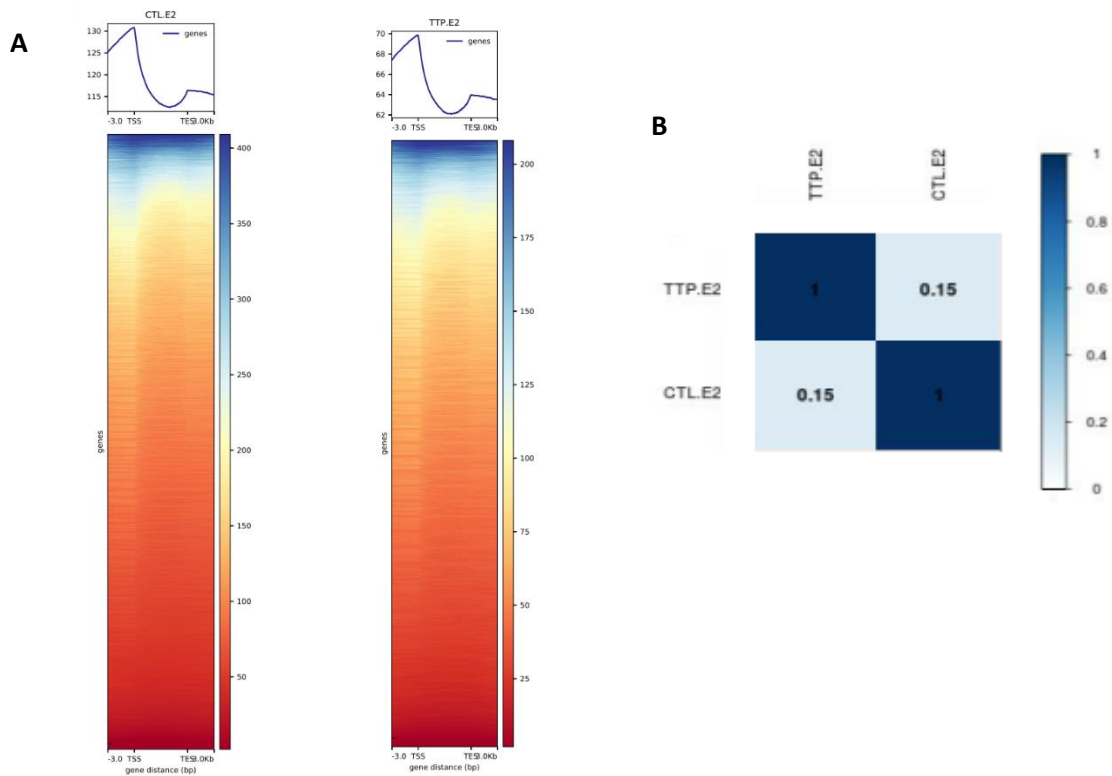 A
CTL.E2
genes
130
125
120
115
-3.0 TSS TES3.0Kb
400
350
300
250
200
150
100
50
genes
-3.0 TSS TES3.0Kb
gene distance (bp)
TTP.E2
genes
70
68
66
64
62
-3.0 TSS TES3.0Kb
200
175
150
125
100
75
50
25
genes
-3.0 TSS TES3.0Kb
gene distance (bp)
B
TTP.E2 CTL.E2
TTP.E2 1 0.15
CTL.E2 0.15 1
1
0.8
0.6
0.4
0.2
0